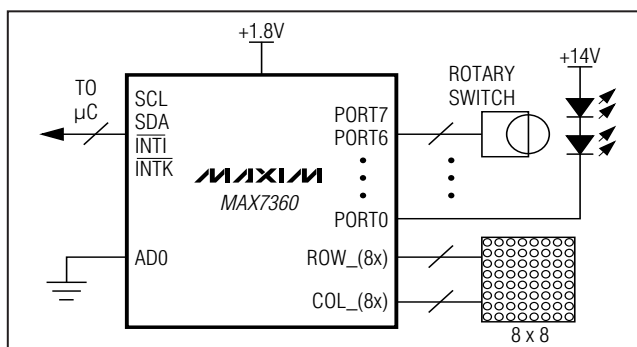 +1.8V
+14V
TO
µC
SCL
SDA
INTI
INTK
AD0
MAXIM
MAX7360
PORT7
PORT6
PORT0
ROW_(8x)
COL_(8x)
ROTARY
SWITCH
8 x 8